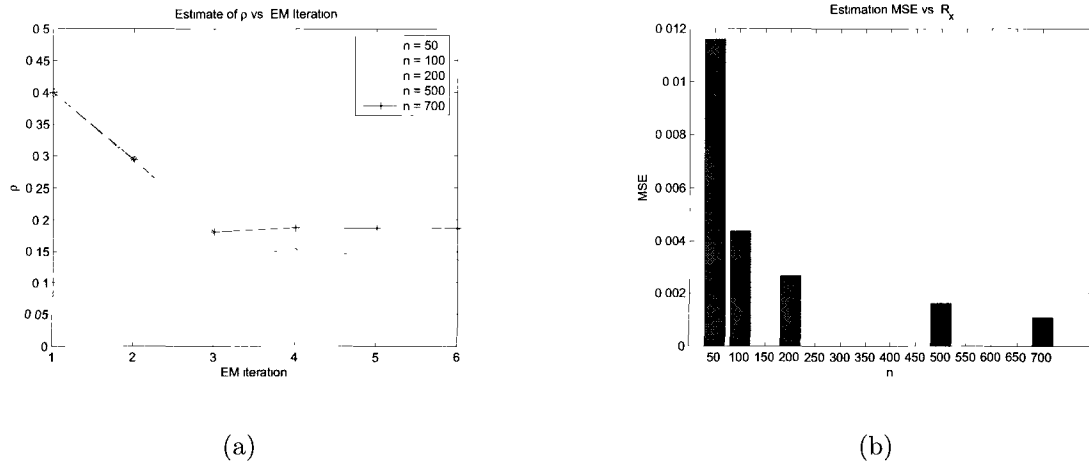 Estimate of ρ vs EM Iteration
0 5
0 45
0 4
0 35
0 3
0 25
0 2
0 15
0 1
0 05
0
ρ
n = 50
n = 100
n = 200
n = 500
n = 700
1 2 3 4 5 6
EM iteration
(a)
Estimation MSE vs R_x
0 012
0 01
0 008
0 006
0 004
0 002
0
MSE
50 100 150 200 250 300 350 400 450 500 550 600 650 700
n
(b)